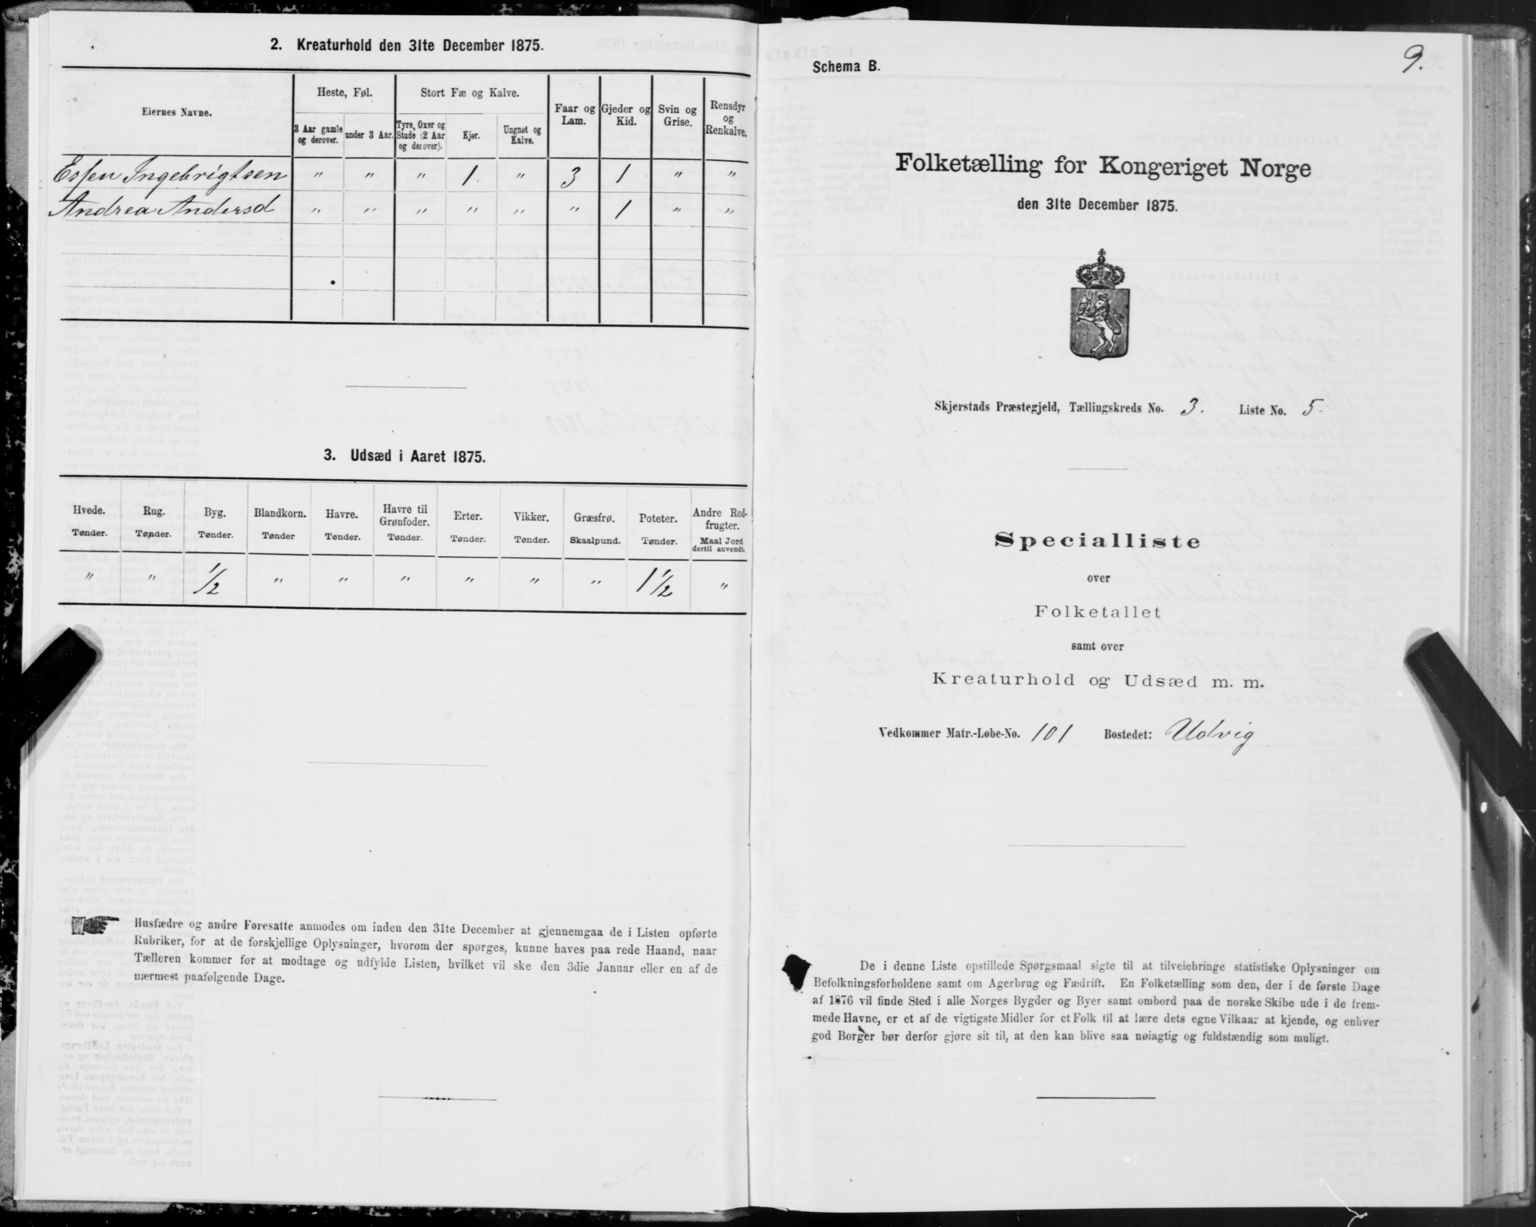 2. Kreaturhold den 31te December 1875.
Eiernes Navne.
Heste, Føl.
Stort Fæ og Kalve.
Faar og Lam.
Gjeder og Kid.
Svin og Grise.
Rensdyr og Renkalve.
3 Aar gamle og derover.
under 3 Aar.
Tyre, Oxer og Stude (2 Aar og derover).
Kjør.
Ungnøt og Kalve.
Esten Ingebrigtsen " " " 1. " 3 1 " "
Andrea Andersd " " " " " " 1 " "
3. Udsæd i Aaret 1875.
Hvede. Rug. Byg. Blandkorn. Havre. Havre til Grønfoder. Erter. Vikker. Græsfrø. Poteter. Andre Rodfrugter.
Tønder. Tønder. Tønder. Tønder Tønder. Tønder. Tønder. Tønder. Skaalpund. Tønder. Maal Jord dertil anvendt.
" " 1/2 " " " " " " 1 1/2 "
Husfædre og andre Foresatte anmodes om inden den 31te December at gjennemgaa de i Listen opførte
Rubriker, for at de forskjellige Oplysninger, hvorom der spørges, kunne haves paa rede Haand, naar
Tælleren kommer for at modtage og udfylde Listen, hvilket vil ske den 3die Januar eller en af de
nærmest paafølgende Dage.
9.
Schema B.
Folketælling for Kongeriget Norge
den 31te December 1875.
Skjerstads Præstegjeld, Tællingskreds No. 3. Liste No. 5.
Specialliste
over
Folketallet
samt over
Kreaturhold og Udsæd m. m.
Vedkommer Matr.-Løbe-No. 101 Bostedet: Udvig
De i denne Liste opstillede Spørgsmaal sigte til at tilveiebringe statistiske Oplysninger om
Befolkningsforholdene samt om Agerbrug og Fædrift. En Folketælling som den, der i de første Dage
af 1876 vil finde Sted i alle Norges Bygder og Byer samt ombord paa de norske Skibe ude i de frem-
mede Havne, er et af de vigtigste Midler for et Folk til at lære dets egne Vilkaar at kjende, og enhver
god Borger bør derfor gjøre sit til, at den kan blive saa nøiagtig og fuldstændig som muligt.